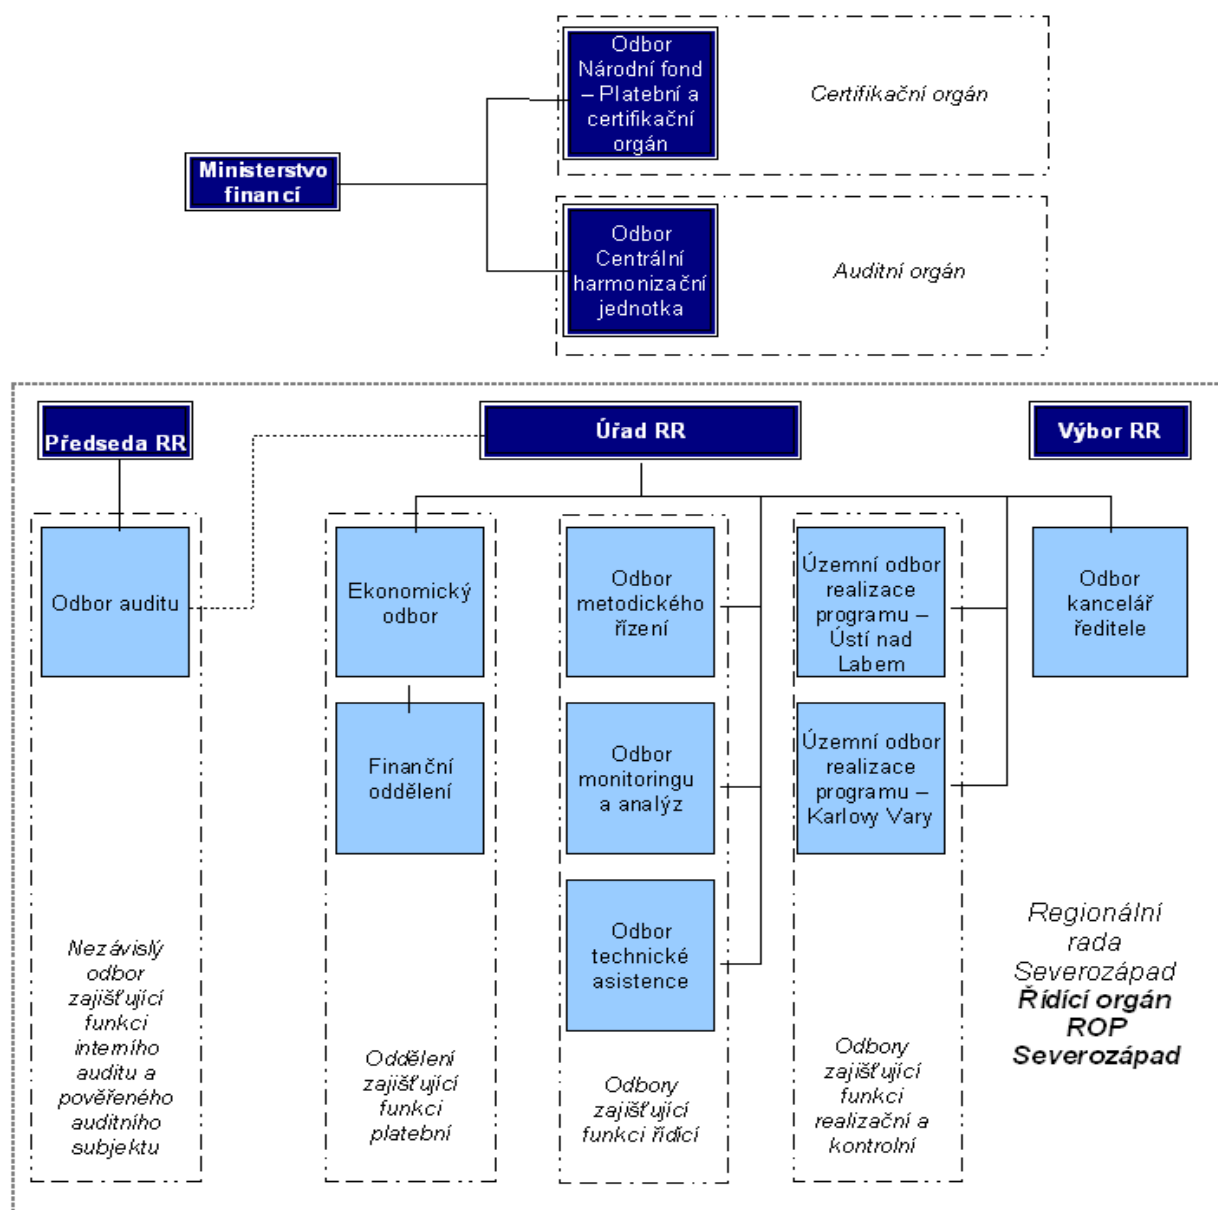 Odbor
Národní fond
– Platební a
certifikační
orgán
Certifikační orgán
Ministerstvo
financí
Odbor
Centrální
harmonizační
jednotka
Auditní orgán
Předseda RR
Úřad RR
Výbor RR
Odbor auditu
Ekonomický
odbor
Odbor
metodického
řízení
Územní odbor
realizace
programu –
Ústí nad
Labem
Odbor
kancelář
ředitele
Finanční
oddělení
Odbor
monitoringu
a analýz
Územní odbor
realizace
programu –
Karlovy Vary
Odbor
technické
asistence
Nezávislý
odbor
zajišťující
funkci
interního
auditu a
pověřeného
auditního
subjektu
Oddělení
zajišťující
funkci
platební
Odbory
zajišťující
funkci řídící
Odbory
zajišťující
funkci
realizační a
kontrolní
Regionální
rada
Severozápad
Řídící orgán
ROP
Severozápad